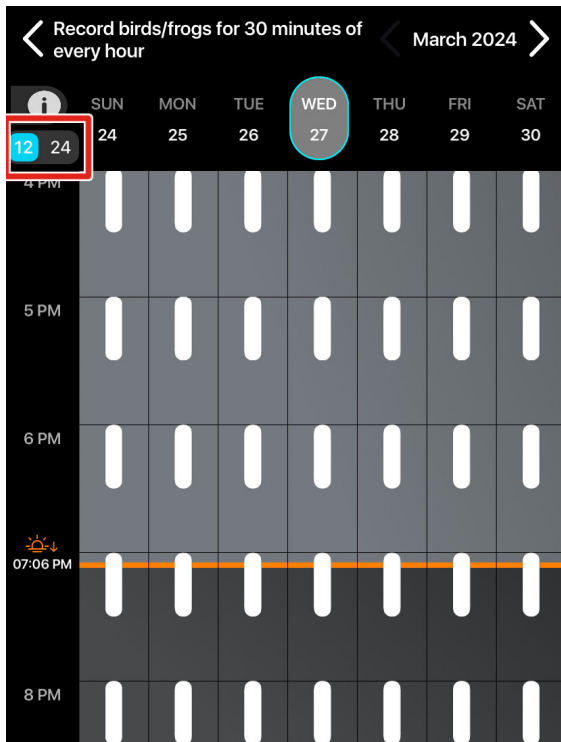 Record birds/frogs for 30 minutes of
every hour
March 2024
i
SUN MON TUE WED THU FRI SAT
24 25 26 27 28 29 30
12 24
4 PM
5 PM
6 PM
07:06 PM
8 PM